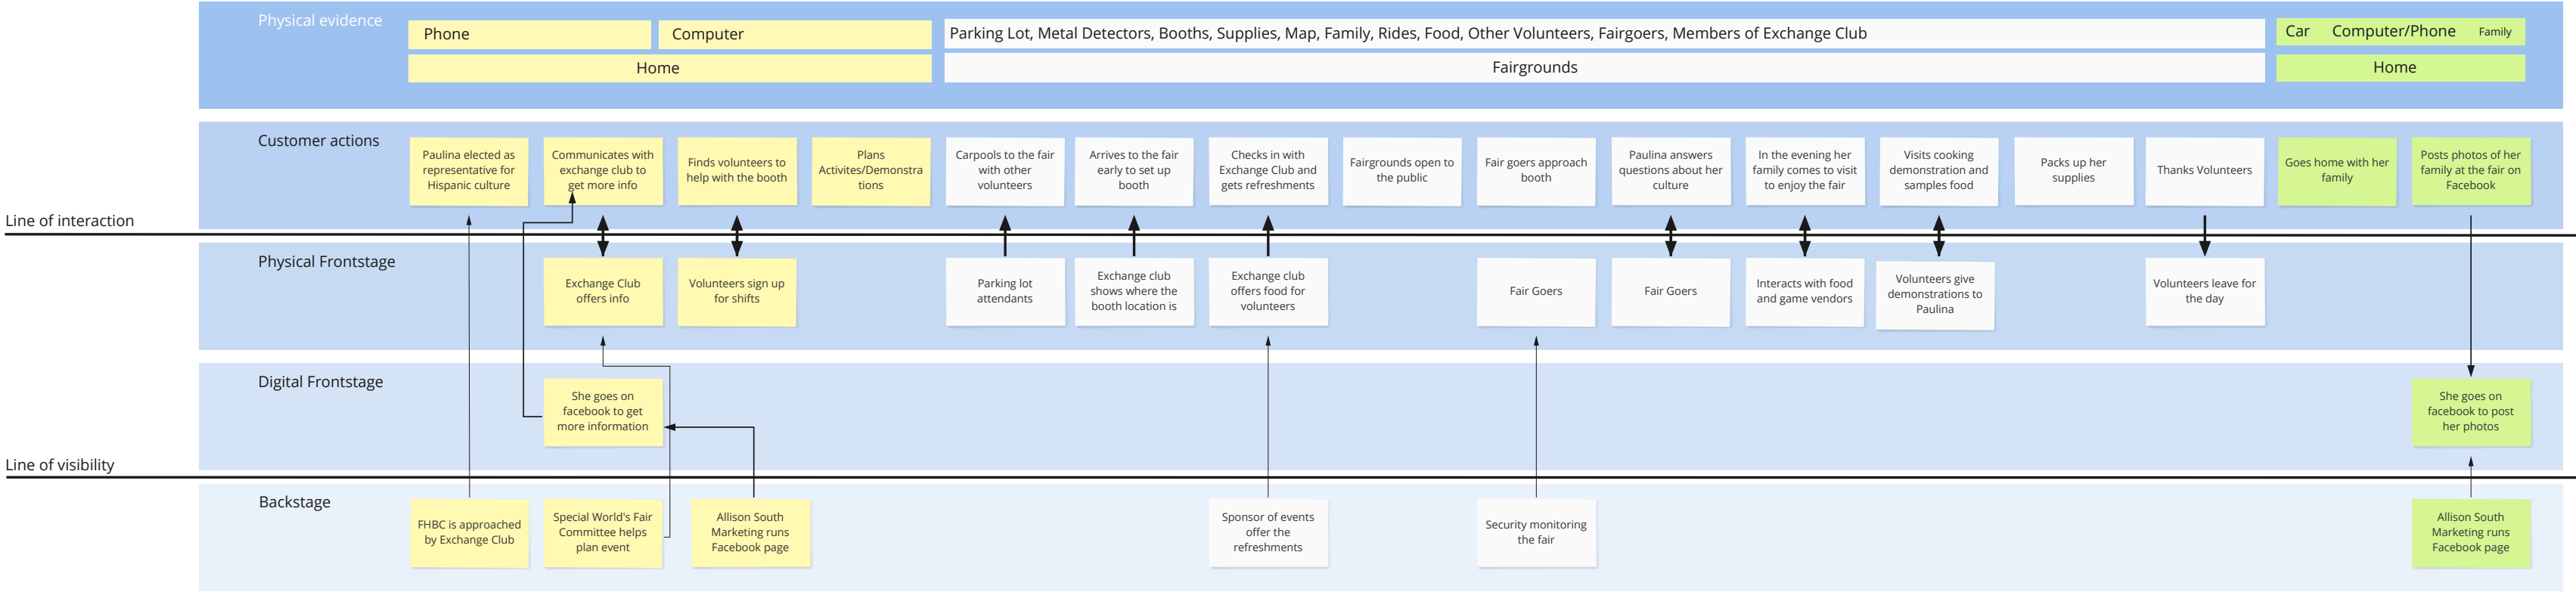 Physical evidence
Phone
Computer
Home
Parking Lot, Metal Detectors, Booths, Supplies, Map, Family, Rides, Food, Other Volunteers, Fairgoers, Members of Exchange Club
Fairgrounds
Car
Computer/Phone
Family
Home
Customer actions
Paulina elected as
representative for
Hispanic culture
Communicates with
exchange club to
get more info
Finds volunteers to
help with the booth
Plans
Activites/Demonstra
tions
Carpools to the fair
with other
volunteers
Arrives to the fair
early to set up
booth
Checks in with
Exchange Club and
gets refreshments
Fairgrounds open to
the public
Fair goers approach
booth
Paulina answers
questions about her
culture
In the evening her
family comes to visit
to enjoy the fair
Visits cooking
demonstration and
samples food
Packs up her
supplies
Thanks Volunteers
Goes home with her
family
Posts photos of her
family at the fair on
Facebook
Line of interaction
Physical Frontstage
Exchange Club
offers info
Volunteers sign up
for shifts
Parking lot
attendants
Exchange club
shows where the
booth location is
Exchange club
offers food for
volunteers
Fair Goers
Fair Goers
Interacts with food
and game vendors
Volunteers give
demonstrations to
Paulina
Volunteers leave for
the day
Digital Frontstage
She goes on
facebook to get
more information
She goes on
facebook to post
her photos
Line of visibility
Backstage
FHBC is approached
by Exchange Club
Special World's Fair
Committee helps
plan event
Allison South
Marketing runs
Facebook page
Sponsor of events
offer the
refreshments
Security monitoring
the fair
Allison South
Marketing runs
Facebook page